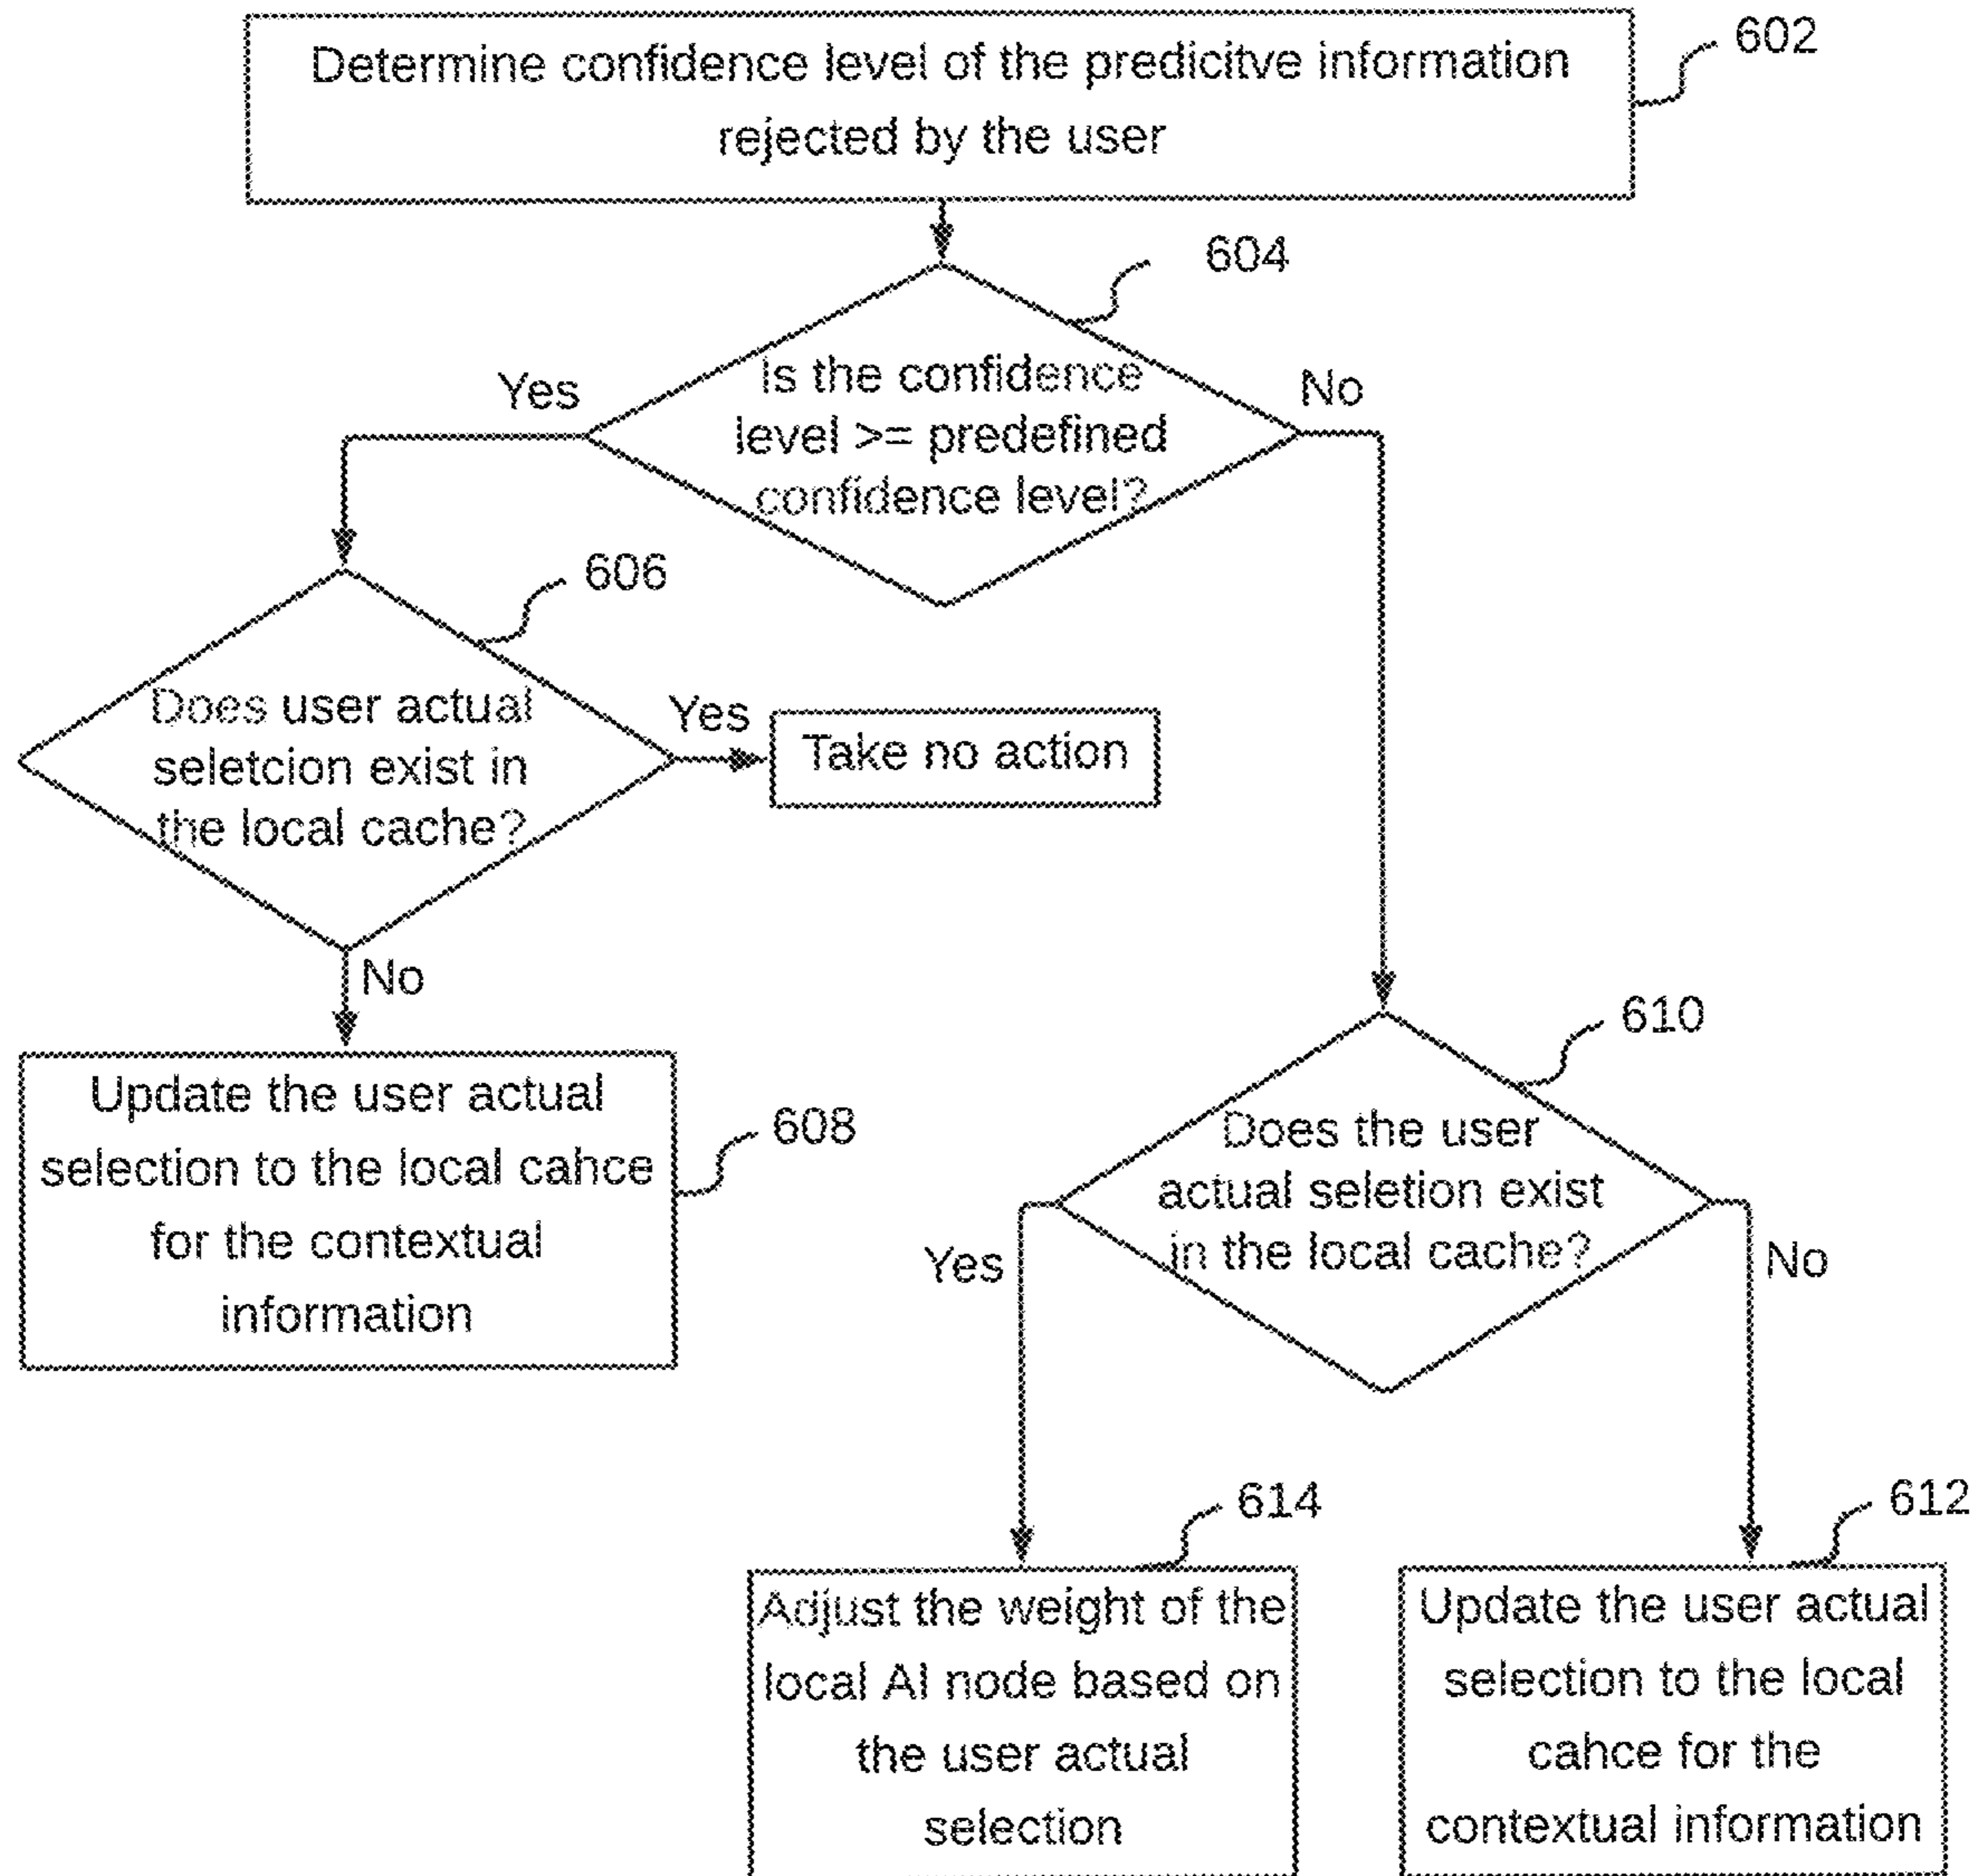 Determine confidence level of the predicitve information
rejected by the user
602
604
Is the confidence
level >= predefined
confidence level?
Yes
No
606
Does user actual
seletcion exist in
the local cache?
Yes
Take no action
No
Update the user actual
selection to the local cahce
for the contextual
information
608
610
Does the user
actual seletion exist
in the local cache?
Yes
No
614
Adjust the weight of the
local AI node based on
the user actual
selection
612
Update the user actual
selection to the local
cahce for the
contextual information